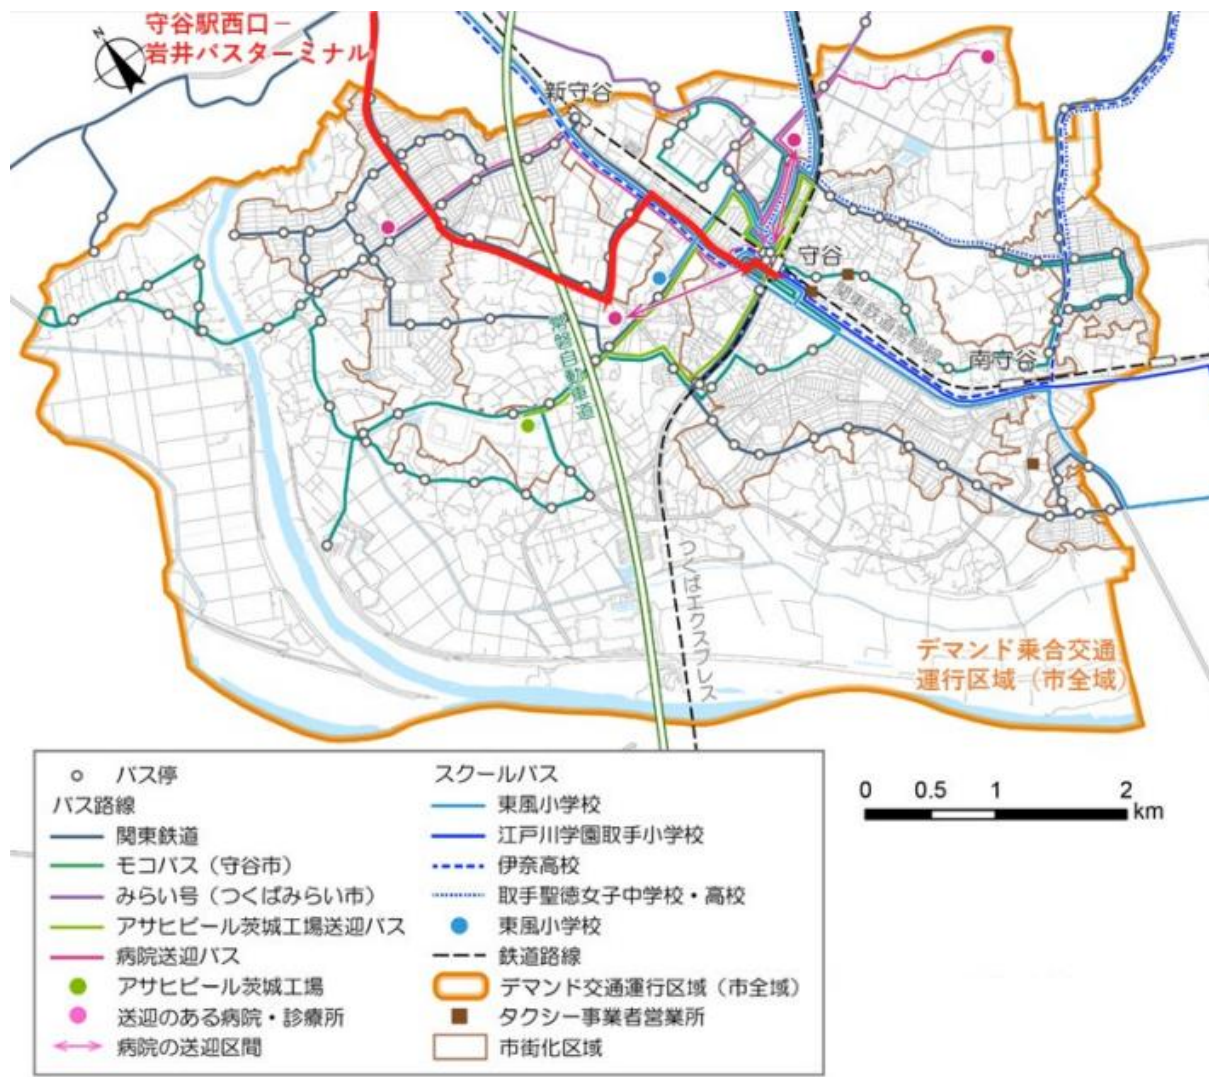 守谷駅西口－
岩井バスターミナル
N
新守谷
守谷
関東鉄道常総線
南守谷
常磐自動車道
つくばエクスプレス
デマンド乗合交通
運行区域（市全域）
バス停
バス路線
関東鉄道
モコバス（守谷市）
みらい号（つくばみらい市）
アサヒビール茨城工場送迎バス
病院送迎バス
アサヒビール茨城工場
送迎のある病院・診療所
病院の送迎区間
スクールバス
東風小学校
江戸川学園取手小学校
伊奈高校
取手聖徳女子中学校・高校
東風小学校
鉄道路線
デマンド交通運行区域（市全域）
タクシー事業者営業所
市街化区域
0 0.5 1 2
km